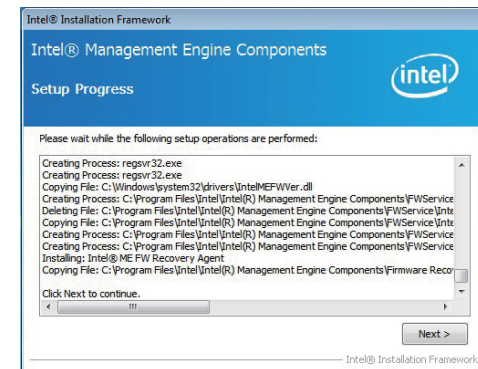 Intel® Installation Framework
Intel® Management Engine Components
intel
Setup Progress
Please wait while the following setup operations are performed:
Creating Process: regsvr32.exe
Creating Process: regsvr32.exe
Copying File: C:\Windows\system32\drivers\IntelMEFWVer.dll
Creating Process: C:\Program Files\Intel\Intel(R) Management Engine Components\FWService
Deleting File: C:\Program Files\Intel\Intel(R) Management Engine Components\FWService\Inte
Copying File: C:\Program Files\Intel\Intel(R) Management Engine Components\FWService\Inte
Creating Process: C:\Program Files\Intel\Intel(R) Management Engine Components\FWService
Creating Process: C:\Program Files\Intel\Intel(R) Management Engine Components\FWService
Installing: Intel® ME FW Recovery Agent
Copying File: C:\Program Files\Intel\Intel(R) Management Engine Components\Firmware Reco
Click Next to continue.
Next >
Intel® Installation Framework